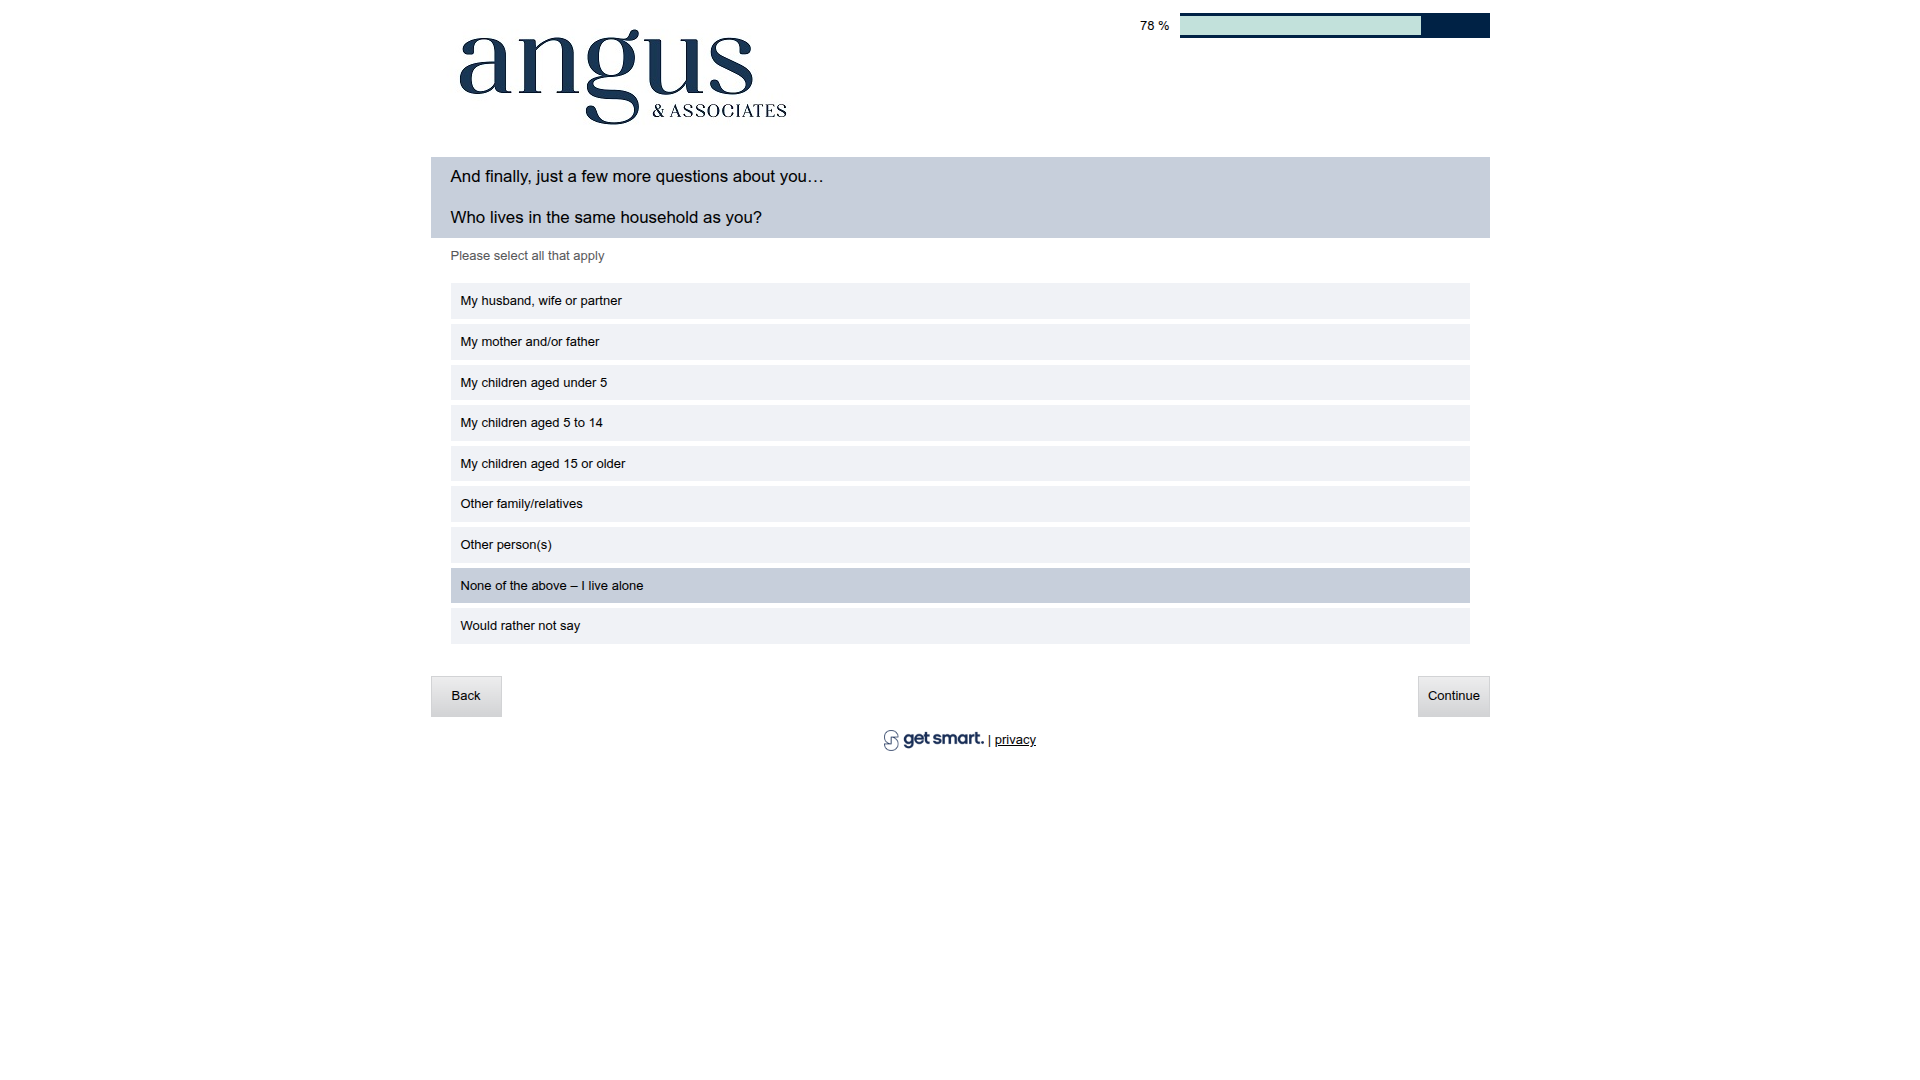 78 %
angus
& ASSOCIATES
And finally, just a few more questions about you…
Who lives in the same household as you?
Please select all that apply
My husband, wife or partner
My mother and/or father
My children aged under 5
My children aged 5 to 14
My children aged 15 or older
Other family/relatives
Other person(s)
None of the above – I live alone
Would rather not say
Back
Continue
get smart. | privacy